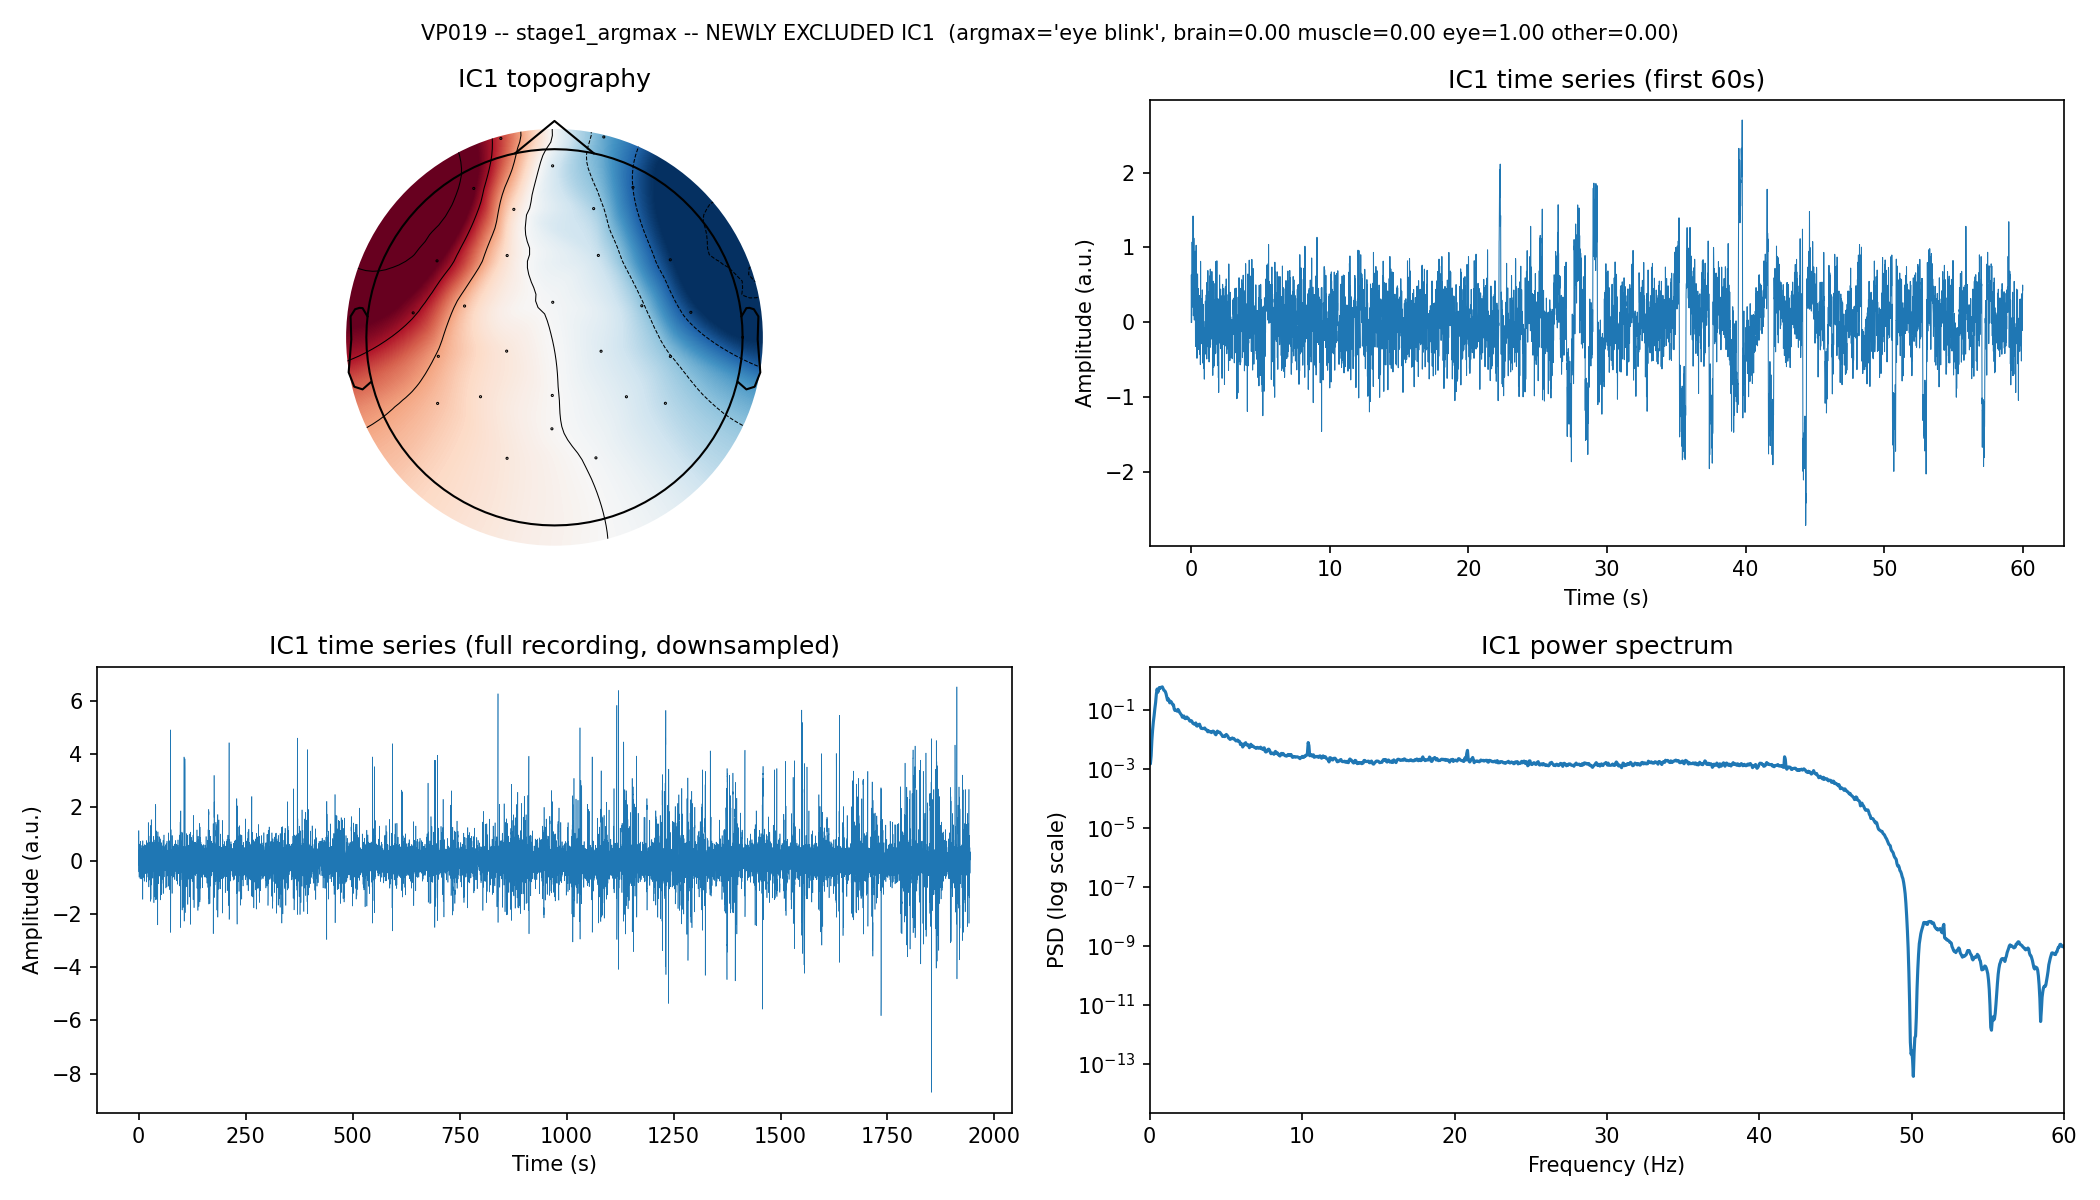 VP019 -- stage1_argmax -- NEWLY EXCLUDED IC1  (argmax='eye blink', brain=0.00 muscle=0.00 eye=1.00 other=0.00)
IC1 topography
IC1 time series (first 60s)
Amplitude (a.u.)
2
1
0
−1
−2
0 10 20 30 40 50 60
Time (s)
IC1 time series (full recording, downsampled)
Amplitude (a.u.)
6
4
2
0
−2
−4
−6
−8
0 250 500 750 1000 1250 1500 1750 2000
Time (s)
IC1 power spectrum
PSD (log scale)
10⁻¹
10⁻³
10⁻⁵
10⁻⁷
10⁻⁹
10⁻¹¹
10⁻¹³
0 10 20 30 40 50 60
Frequency (Hz)